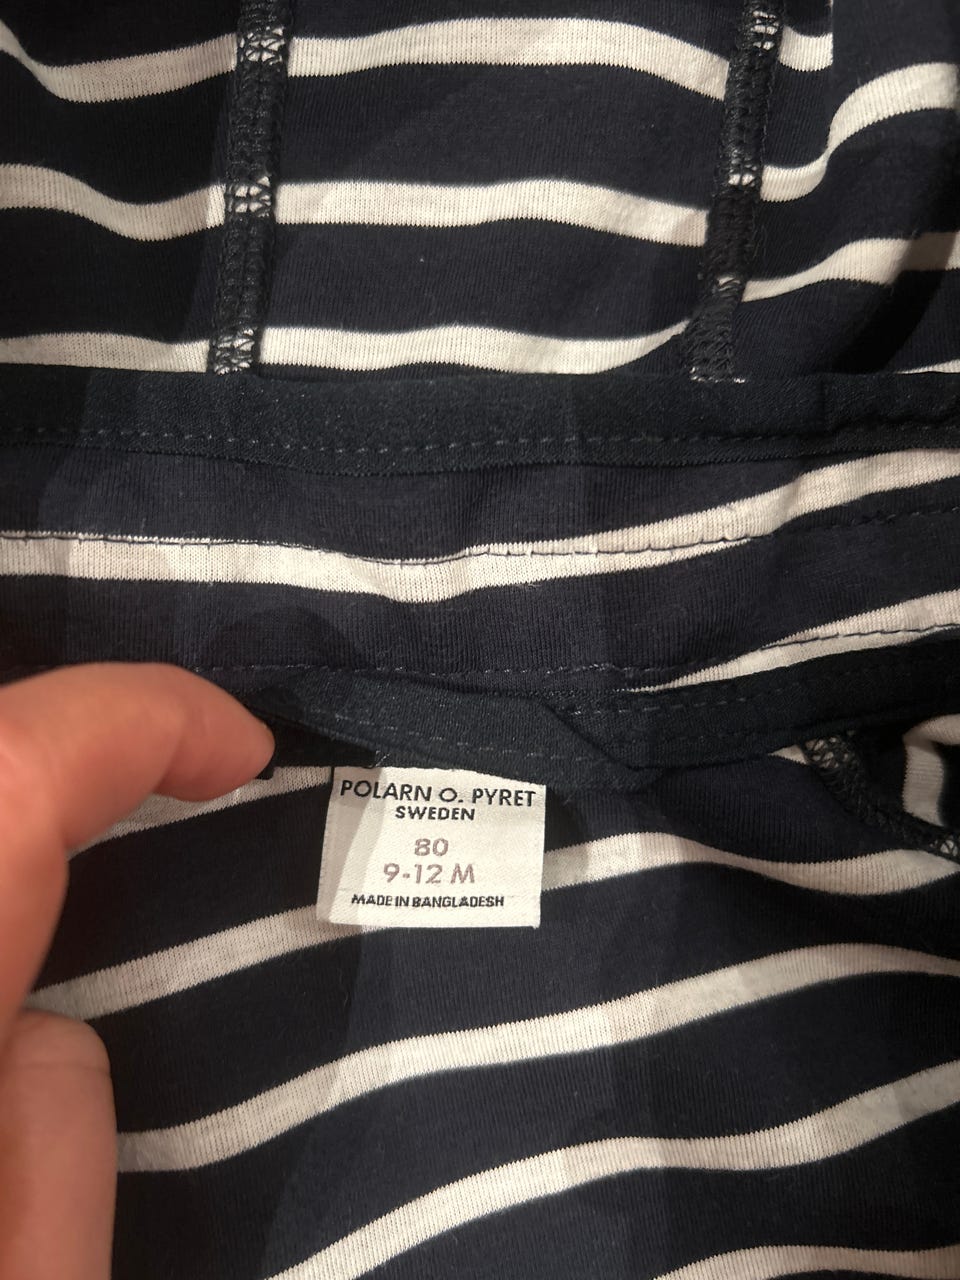 POLARN O. PYRET
SWEDEN
80
9-12 M
MADE IN BANGLADESH